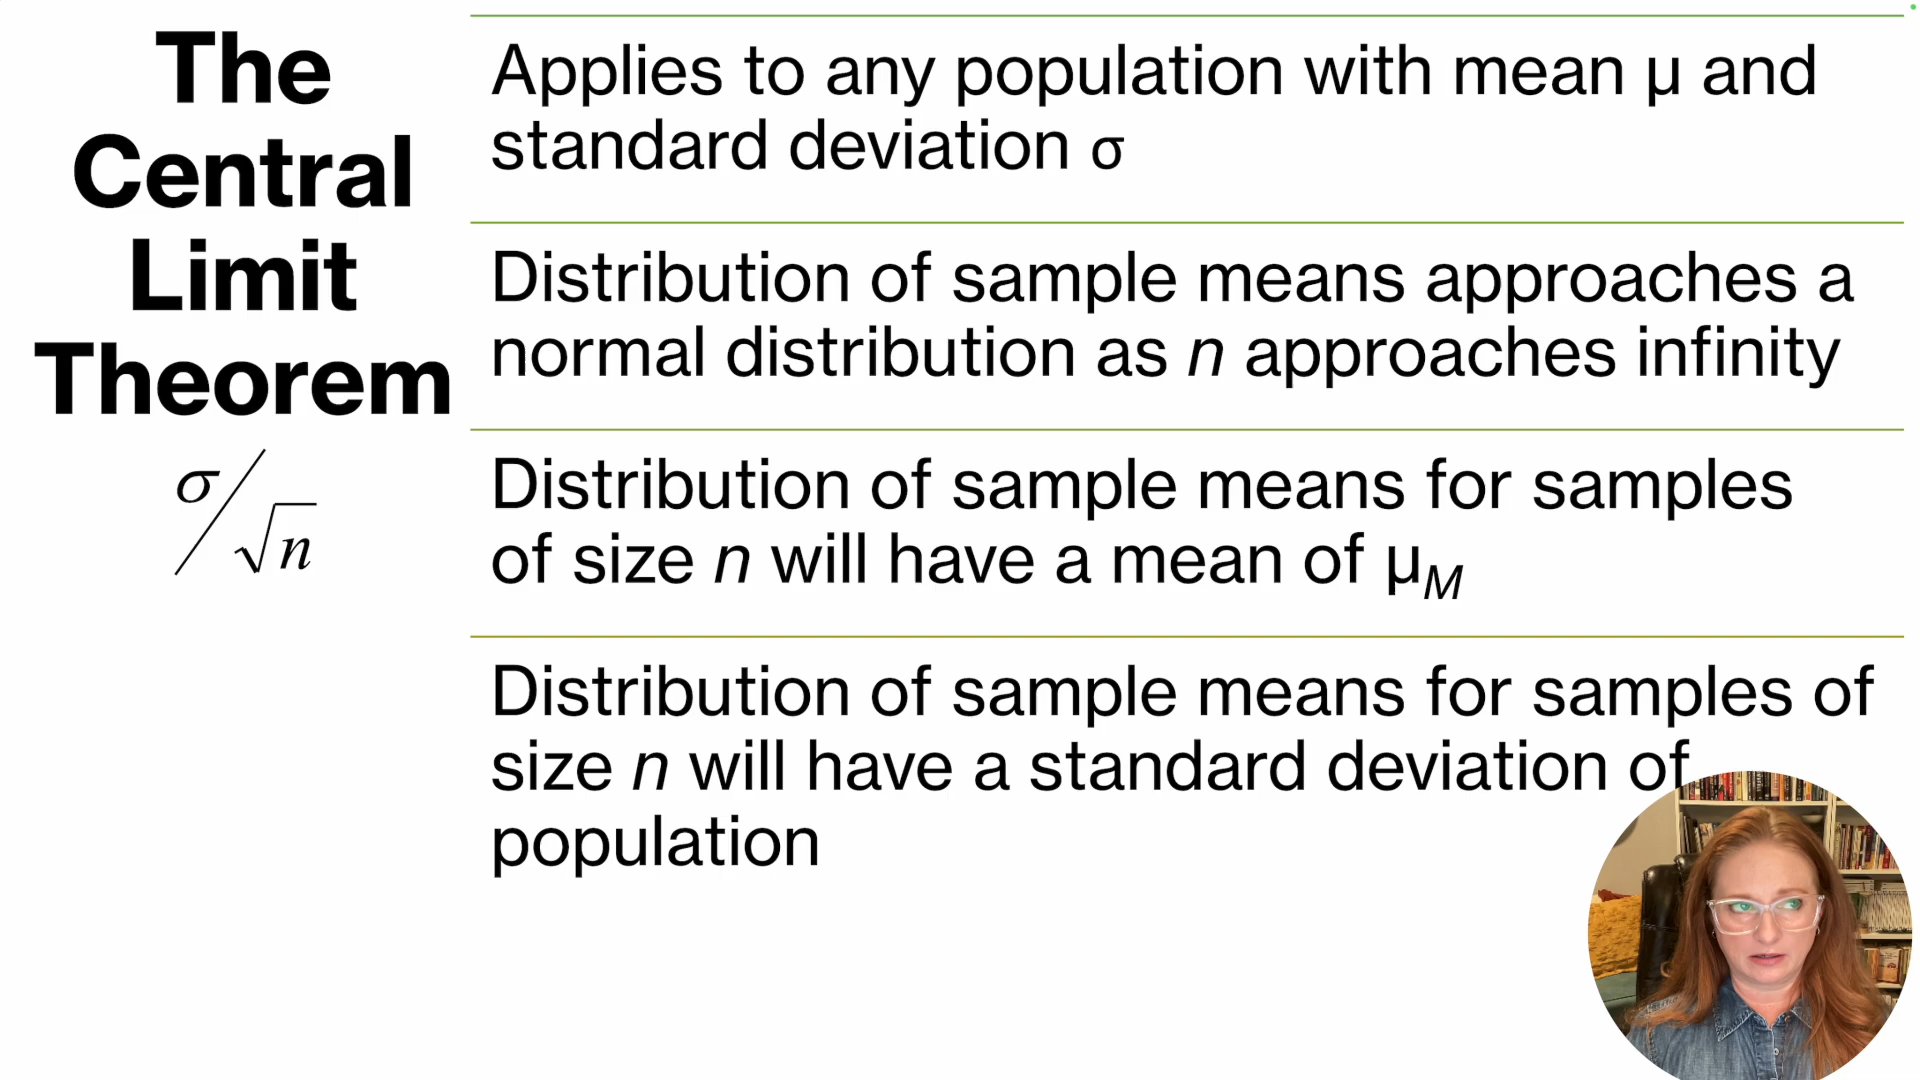 The
Central
Limit
Theorem
σ/√n
Applies to any population with mean μ and
standard deviation σ
Distribution of sample means approaches a
normal distribution as n approaches infinity
Distribution of sample means for samples
of size n will have a mean of μM
Distribution of sample means for samples of
size n will have a standard deviation of
population